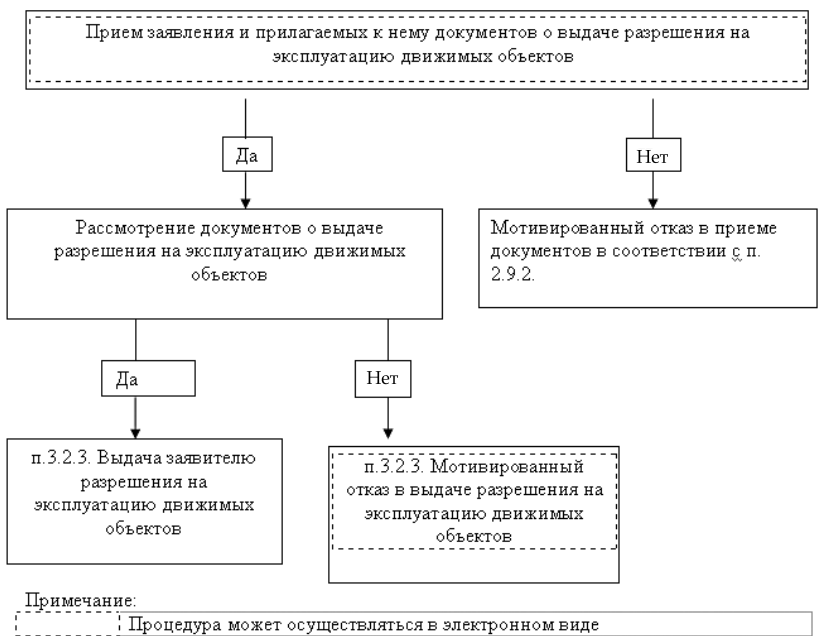 Прием заявления и прилагаемых к нему документов о выдаче разрешения на
эксплуатацию движимых объектов
Да
Нет
Рассмотрение документов о выдаче
разрешения на эксплуатацию движимых
объектов
Мотивированный отказ в приеме
документов в соответствии с п.
2.9.2.
Да
Нет
п.3.2.3. Выдача заявителю
разрешения на
эксплуатацию движимых
объектов
п.3.2.3. Мотивированный
отказ в выдаче разрешения на
эксплуатацию движимых
объектов
Примечание:
Процедура может осуществляться в электронном виде